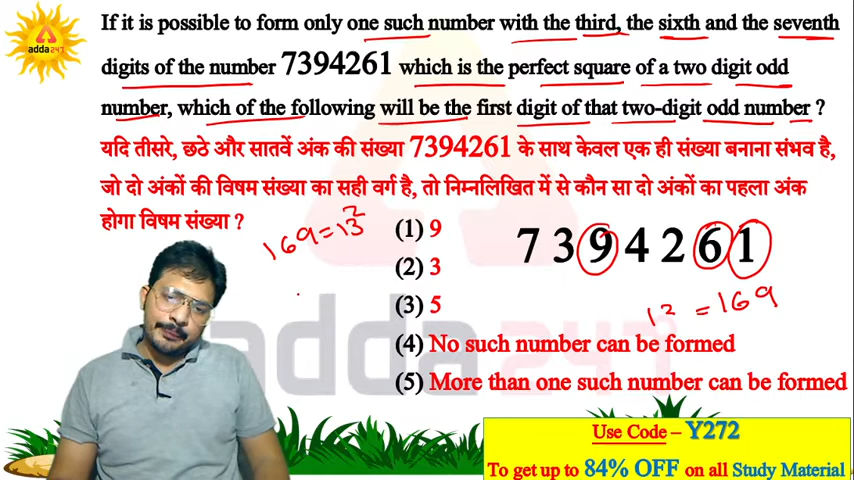 If it is possible to form only one such number with the third, the sixth and the seventh
digits of the number 7394261 which is the perfect square of a two digit odd
number, which of the following will be the first digit of that two-digit odd number ?
यदि तीसरे, छठे और सातवें अंक की संख्या 7394261 के साथ केवल एक ही संख्या बनाना संभव है,
जो दो अंकों की विषम संख्या का सही वर्ग है, तो निम्नलिखित में से कौन सा दो अंकों का पहला अंक
होगा विषम संख्या ?
adda247
169=13²
(1) 9
(2) 3
(3) 5
(4) No such number can be formed
(5) More than one such number can be formed
7 3 9 4 2 6 1
13² = 169
adda247
Use Code – Y272
To get up to 84% OFF on all Study Material